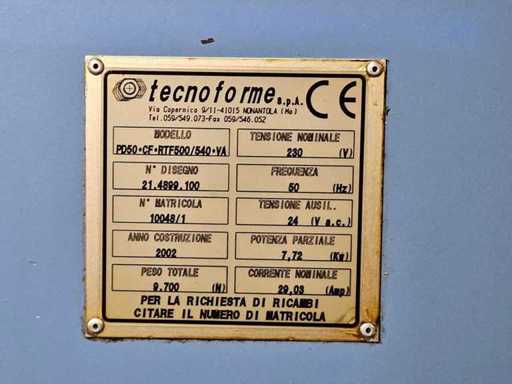 tecnoforme S.P.A. CE
Via Copernico 9/11-41015 NONANTOLA (Mo)
Tel.059/549.073-Fax 059/546.052
MODELLO
PD50·CF·RTF500/540·VA
TENSIONE NOMINALE
230 (V)
N° DISEGNO
21.4899.100
FREQUENZA
50 (Hz)
N° MATRICOLA
10048/1
TENSIONE AUSIL.
24 (V a.c.)
ANNO COSTRUZIONE
2002
POTENZA PARZIALE
7,72 (Kw)
PESO TOTALE
9.700 (N)
CORRENTE NOMINALE
29,03 (Amp)
PER LA RICHIESTA DI RICAMBI
CITARE IL NUMERO DI MATRICOLA